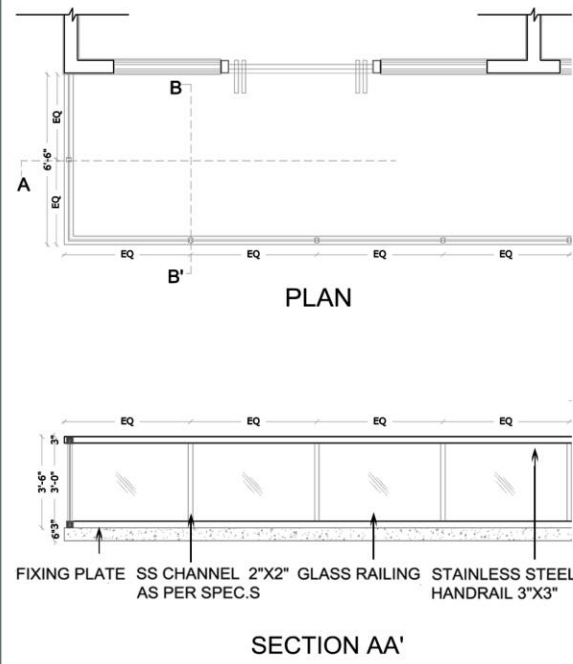 B
EQ
6'-6"
A
EQ
EQ EQ EQ EQ
B'
PLAN
EQ EQ EQ EQ
3"
3'-6" 3'-0"
6" 3"
FIXING PLATE SS CHANNEL 2"X2" GLASS RAILING STAINLESS STEEL
AS PER SPEC.S HANDRAIL 3"X3"
SECTION AA'